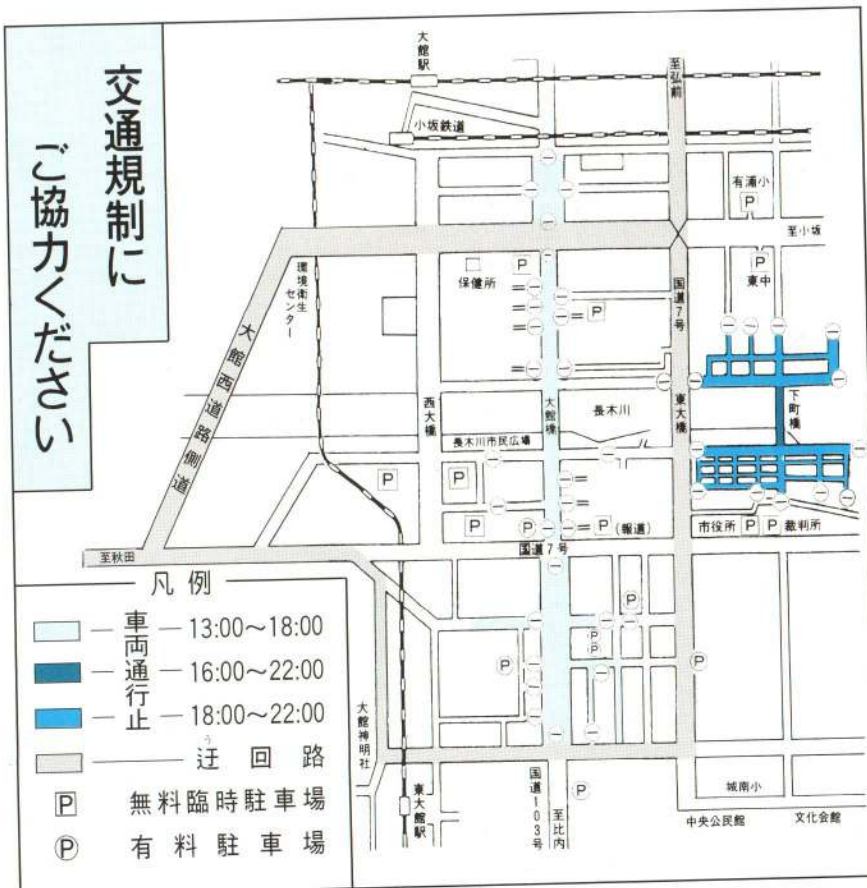 交通規制に
ご協力ください
大館駅
小坂鉄道
至弘前
有浦小
P
至小坂
P
東中
環境衛生センター
保健所
P
P
国道7号
大館西道路側道
西大橋
大館橋
長木川
東大橋
下町橋
長木川市民広場
P
P
P
P
P
(報道)
市役所
P
P
裁判所
国道7号
至秋田
P
P
P
P
P
P
大館神明社
東大館駅
国道103号
至比内
城南小
中央公民館
文化会館
凡例
車両通行止
13:00〜18:00
16:00〜22:00
18:00〜22:00
う
迂回路
P 無料臨時駐車場
P 有料駐車場